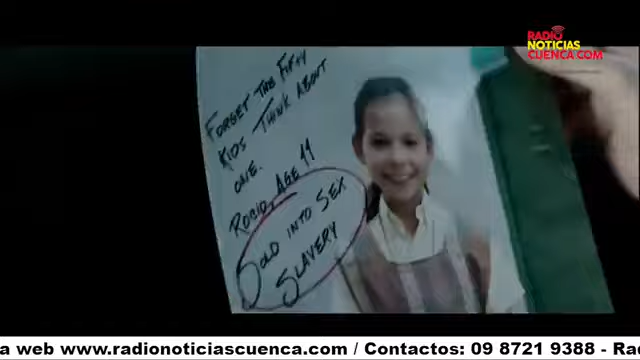 RADIO
NOTICIAS
CUENCA.COM
FORGET THE FIFTY
KIDS THINK ABOUT
ONE.
ROCIO, AGE 11
SOLD INTO SEX
SLAVERY
a web www.radionoticiascuenca.com / Contactos: 09 8721 9388 - Ra